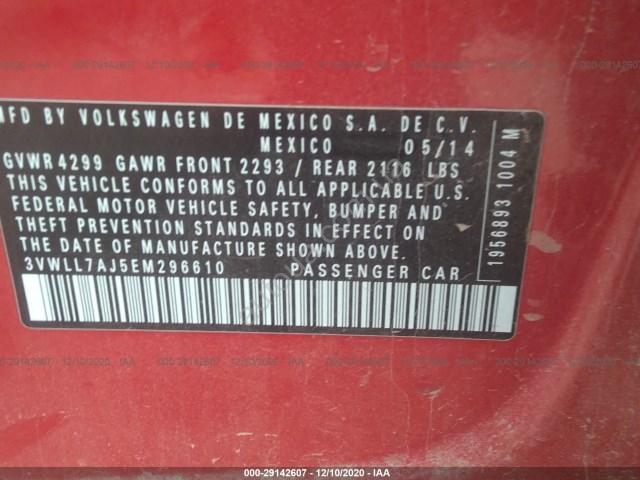 MFD BY VOLKSWAGEN DE MEXICO S.A. DE C.V.
MEXICO 05/14
GVWR 4299 GAWR FRONT 2293 / REAR 2116 LBS
THIS VEHICLE CONFORMS TO ALL APPLICABLE U.S.
FEDERAL MOTOR VEHICLE SAFETY, BUMPER AND
THEFT PREVENTION STANDARDS IN EFFECT ON
THE DATE OF MANUFACTURE SHOWN ABOVE.
3VWLL7AJ5EM296610 PASSENGER CAR
1956893 1004 M
000-29142607 - 12/10/2020 - IAA